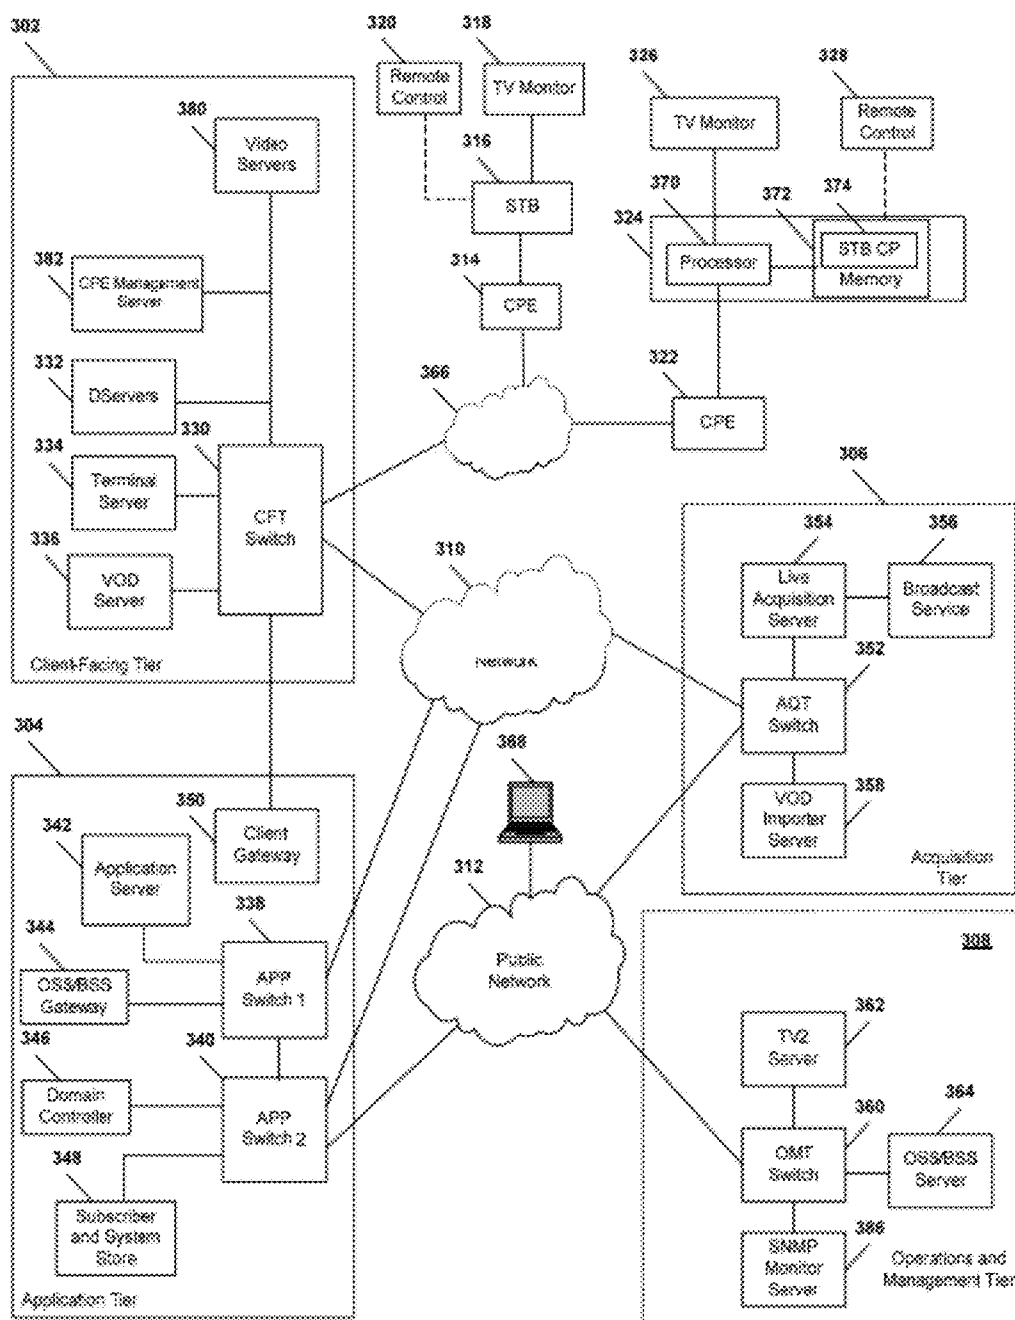 302
320
318
326
328
Remote
Control
TV Monitor
TV Monitor
Remote
Control
380
Video
Servers
316
STB
370
372
374
324
Processor
STB CP
Memory
382
CPE Management
Server
314
CPE
332
DServers
366
322
CPE
330
334
Terminal
Server
CFT
Switch
306
336
VOD
Server
310
354
356
Live
Acquisition
Server
Broadcast
Service
Client-Facing Tier
Network
352
AQT
Switch
304
368
350
Client
Gateway
VOD
Importer
Server
358
342
Application
Server
Acquisition
Tier
312
338
344
OSS/BSS
Gateway
APP
Switch 1
Public
Network
308
346
340
TV2
Server
362
Domain
Controller
APP
Switch 2
360
364
348
OMT
Switch
OSS/BSS
Server
Subscriber
and System
Store
SNMP
Monitor
Server
386
Operations and
Management Tier
Application Tier